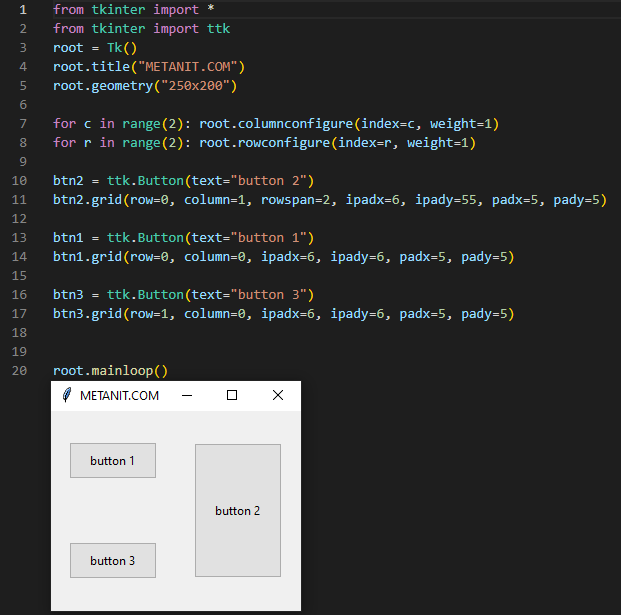 1 from tkinter import *
2 from tkinter import ttk
3 root = Tk()
4 root.title("METANIT.COM")
5 root.geometry("250x200")
6
7 for c in range(2): root.columnconfigure(index=c, weight=1)
8 for r in range(2): root.rowconfigure(index=r, weight=1)
9
10 btn2 = ttk.Button(text="button 2")
11 btn2.grid(row=0, column=1, rowspan=2, ipadx=6, ipady=55, padx=5, pady=5)
12
13 btn1 = ttk.Button(text="button 1")
14 btn1.grid(row=0, column=0, ipadx=6, ipady=6, padx=5, pady=5)
15
16 btn3 = ttk.Button(text="button 3")
17 btn3.grid(row=1, column=0, ipadx=6, ipady=6, padx=5, pady=5)
18
19
20 root.mainloop()
METANIT.COM
button 1
button 2
button 3